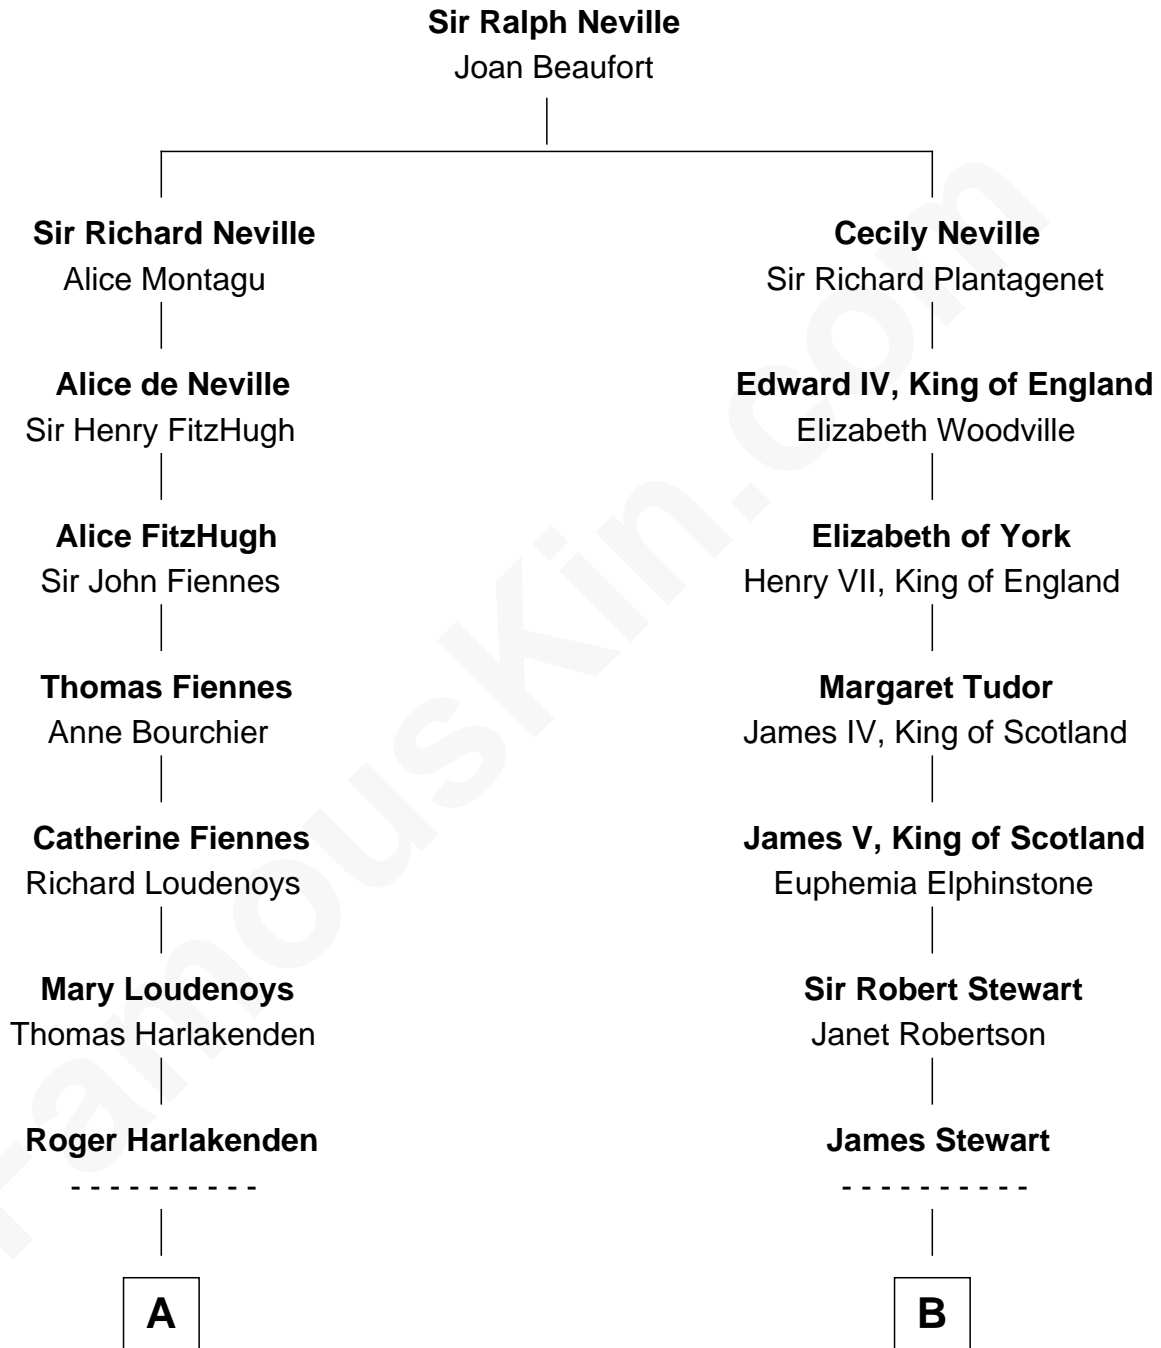 Sir Ralph Neville
Joan Beaufort
Sir Richard Neville
Alice Montagu
Cecily Neville
Sir Richard Plantagenet
Alice de Neville
Sir Henry FitzHugh
Edward IV, King of England
Elizabeth Woodville
Alice FitzHugh
Sir John Fiennes
Elizabeth of York
Henry VII, King of England
Thomas Fiennes
Anne Bourchier
Margaret Tudor
James IV, King of Scotland
Catherine Fiennes
Richard Loudenoys
James V, King of Scotland
Euphemia Elphinstone
Mary Loudenoys
Thomas Harlakenden
Sir Robert Stewart
Janet Robertson
Roger Harlakenden
- - - - - - - - - -
James Stewart
- - - - - - - - - -
A
B
FamousKin.com